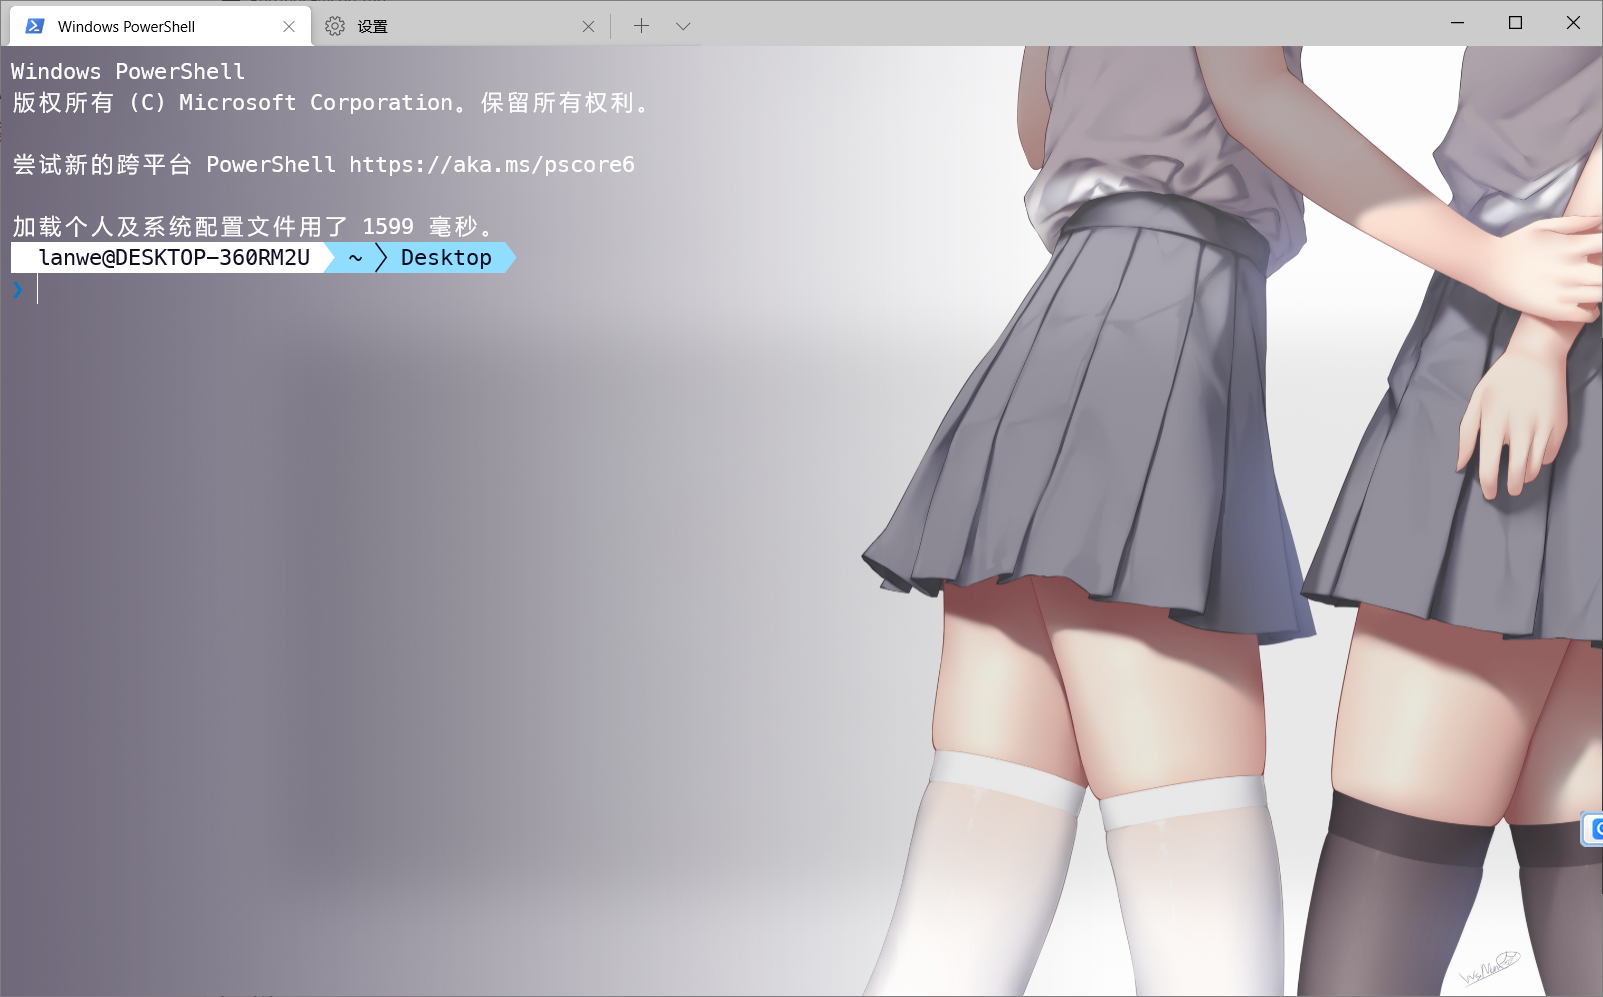 Windows PowerShell
设置
Windows PowerShell
版权所有 (C) Microsoft Corporation。保留所有权利。
尝试新的跨平台 PowerShell https://aka.ms/pscore6
加载个人及系统配置文件用了 1599 毫秒。
lanwe@DESKTOP-360RM2U ~ Desktop
❯